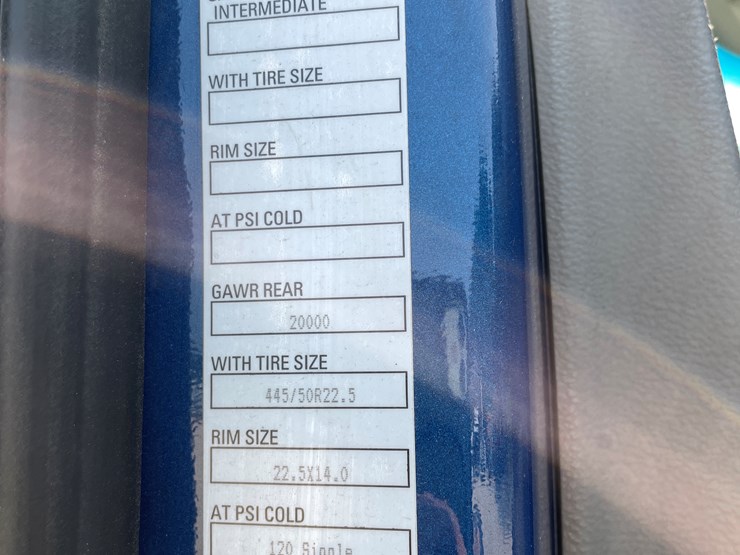 INTERMEDIATE
WITH TIRE SIZE
RIM SIZE
AT PSI COLD
GAWR REAR
20000
WITH TIRE SIZE
445/50R22.5
RIM SIZE
22.5X14.0
AT PSI COLD
120 Single